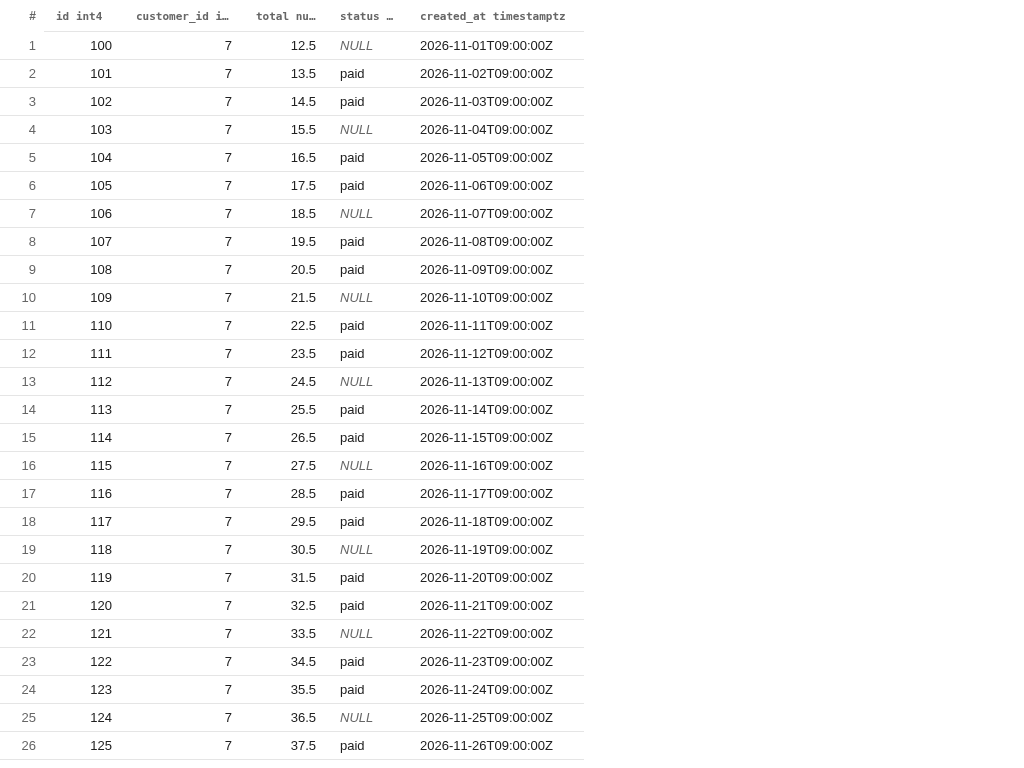 # id int4 customer_id i… total nu… status … created_at timestamptz
1 100 7 12.5 NULL 2026-11-01T09:00:00Z
2 101 7 13.5 paid 2026-11-02T09:00:00Z
3 102 7 14.5 paid 2026-11-03T09:00:00Z
4 103 7 15.5 NULL 2026-11-04T09:00:00Z
5 104 7 16.5 paid 2026-11-05T09:00:00Z
6 105 7 17.5 paid 2026-11-06T09:00:00Z
7 106 7 18.5 NULL 2026-11-07T09:00:00Z
8 107 7 19.5 paid 2026-11-08T09:00:00Z
9 108 7 20.5 paid 2026-11-09T09:00:00Z
10 109 7 21.5 NULL 2026-11-10T09:00:00Z
11 110 7 22.5 paid 2026-11-11T09:00:00Z
12 111 7 23.5 paid 2026-11-12T09:00:00Z
13 112 7 24.5 NULL 2026-11-13T09:00:00Z
14 113 7 25.5 paid 2026-11-14T09:00:00Z
15 114 7 26.5 paid 2026-11-15T09:00:00Z
16 115 7 27.5 NULL 2026-11-16T09:00:00Z
17 116 7 28.5 paid 2026-11-17T09:00:00Z
18 117 7 29.5 paid 2026-11-18T09:00:00Z
19 118 7 30.5 NULL 2026-11-19T09:00:00Z
20 119 7 31.5 paid 2026-11-20T09:00:00Z
21 120 7 32.5 paid 2026-11-21T09:00:00Z
22 121 7 33.5 NULL 2026-11-22T09:00:00Z
23 122 7 34.5 paid 2026-11-23T09:00:00Z
24 123 7 35.5 paid 2026-11-24T09:00:00Z
25 124 7 36.5 NULL 2026-11-25T09:00:00Z
26 125 7 37.5 paid 2026-11-26T09:00:00Z